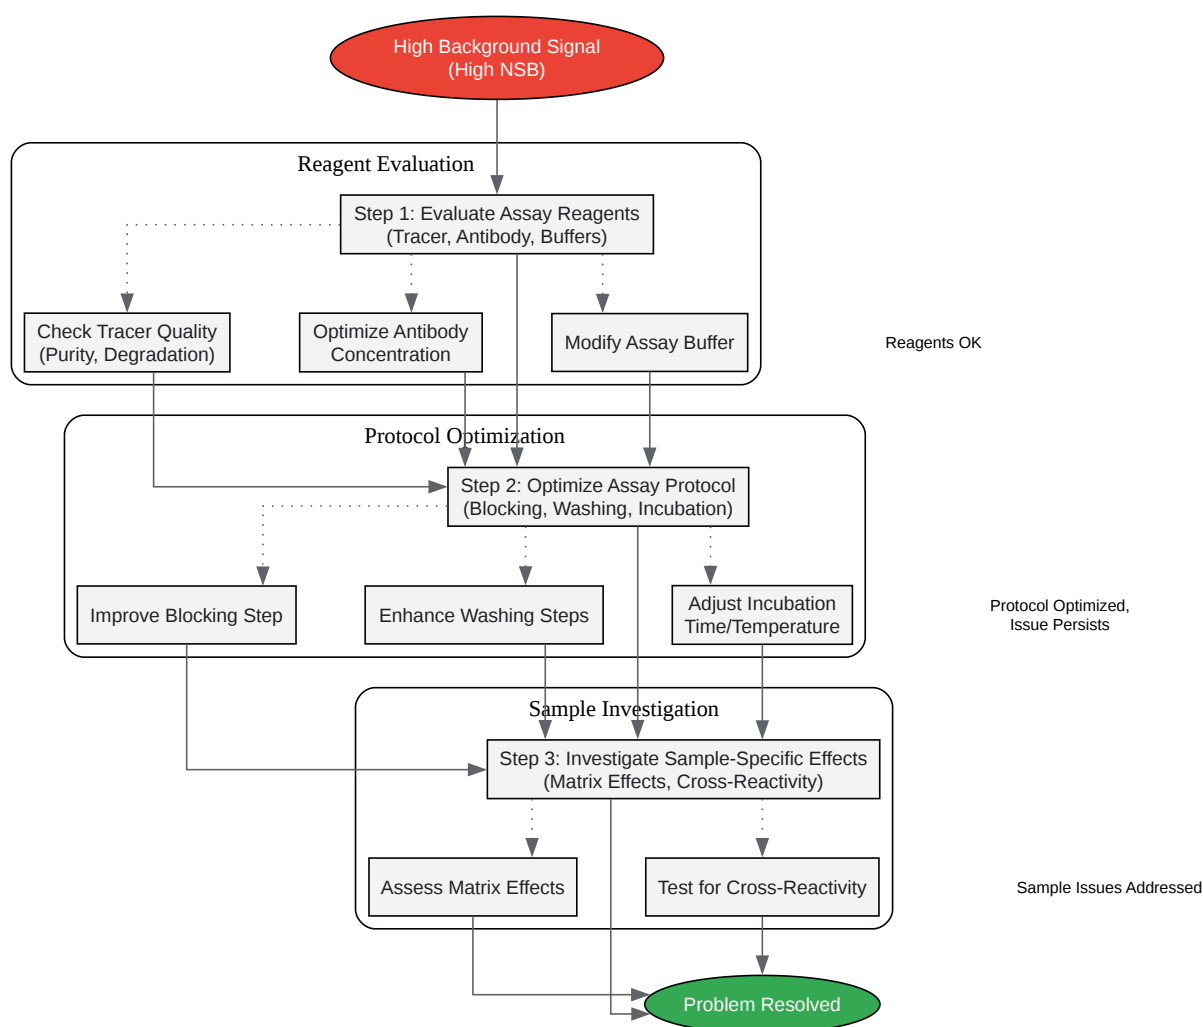 High Background Signal
(High NSB)
Reagent Evaluation
Step 1: Evaluate Assay Reagents
(Tracer, Antibody, Buffers)
Check Tracer Quality
(Purity, Degradation)
Optimize Antibody
Concentration
Modify Assay Buffer
Reagents OK
Protocol Optimization
Step 2: Optimize Assay Protocol
(Blocking, Washing, Incubation)
Improve Blocking Step
Enhance Washing Steps
Adjust Incubation
Time/Temperature
Protocol Optimized,
Issue Persists
Sample Investigation
Step 3: Investigate Sample-Specific Effects
(Matrix Effects, Cross-Reactivity)
Assess Matrix Effects
Test for Cross-Reactivity
Sample Issues Addressed
Problem Resolved